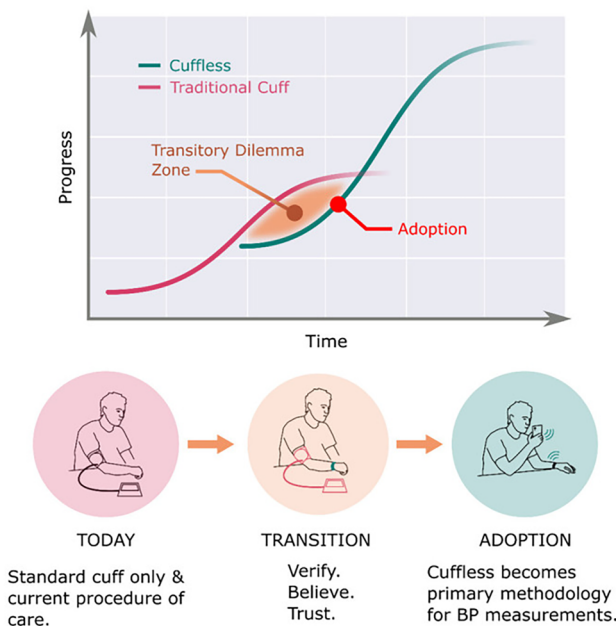 Cuffless
Traditional Cuff
Transitory Dilemma
Zone
Adoption
Progress
Time
TODAY
Standard cuff only &
current procedure of
care.
TRANSITION
Verify.
Believe.
Trust.
ADOPTION
Cuffless becomes
primary methodology
for BP measurements.